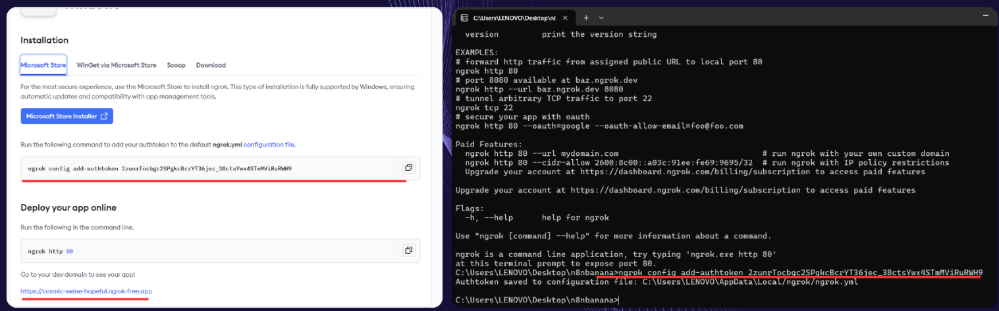 Installation
Microsoft Store WinGet via Microsoft Store Scoop Download
For the most secure experience, use the Microsoft Store to install ngrok. This type of installation is fully supported by Windows, ensuring
automatic updates and compatibility with app management tools.
Microsoft Store Installer
Run the following command to add your authtoken to the default ngrok.yml configuration file.
ngrok config add-authtoken 2zunrTocbgc2SPgkcBcrYT36jec_38ctsYwx4STmMViRuRWH9
Deploy your app online
Run the following in the command line.
ngrok http 80
Go to your dev domain to see your app!
https://cosmic-swine-hopeful.ngrok-free.app
C:\Users\LENOVO\Desktop\n8
version print the version string
EXAMPLES:
# forward http traffic from assigned public URL to local port 80
ngrok http 80
# port 8080 available at baz.ngrok.dev
ngrok http --url baz.ngrok.dev 8080
# tunnel arbitrary TCP traffic to port 22
ngrok tcp 22
# secure your app with oauth
ngrok http 80 --oauth=google --oauth-allow-email=foo@foo.com
Paid Features:
ngrok http 80 --url mydomain.com # run ngrok with your own custom domain
ngrok http 80 --cidr-allow 2600:8c00::a03c:91ee:fe69:9695/32 # run ngrok with IP policy restrictions
Upgrade your account at https://dashboard.ngrok.com/billing/subscription to access paid features
Upgrade your account at https://dashboard.ngrok.com/billing/subscription to access paid features
Flags:
-h, --help help for ngrok
Use "ngrok [command] --help" for more information about a command.
ngrok is a command line application, try typing 'ngrok.exe http 80'
at this terminal prompt to expose port 80.
C:\Users\LENOVO\Desktop\n8nbanana>ngrok config add-authtoken 2zunrTocbgc2SPgkcBcrYT36jec_38ctsYwx4STmMViRuRWH9
Authtoken saved to configuration file: C:\Users\LENOVO\AppData\Local/ngrok/ngrok.yml
C:\Users\LENOVO\Desktop\n8nbanana>